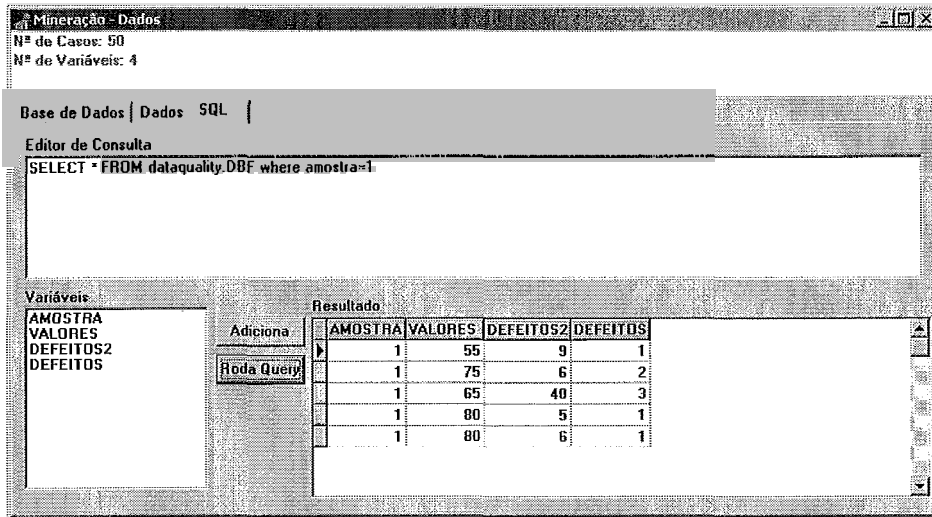 Mineração - Dados
Nº de Casos: 50
Nº de Variáveis: 4
Base de Dados Dados SQL
Editor de Consulta
SELECT * FROM dataquality.DBF where amostra=1
Variáveis
AMOSTRA
VALORES
DEFEITOS2
DEFEITOS
Adiciona
Roda Query
Resultado
AMOSTRA VALORES DEFEITOS2 DEFEITOS
1 55 9 1
1 75 6 2
1 65 40 3
1 80 5 1
1 80 6 1